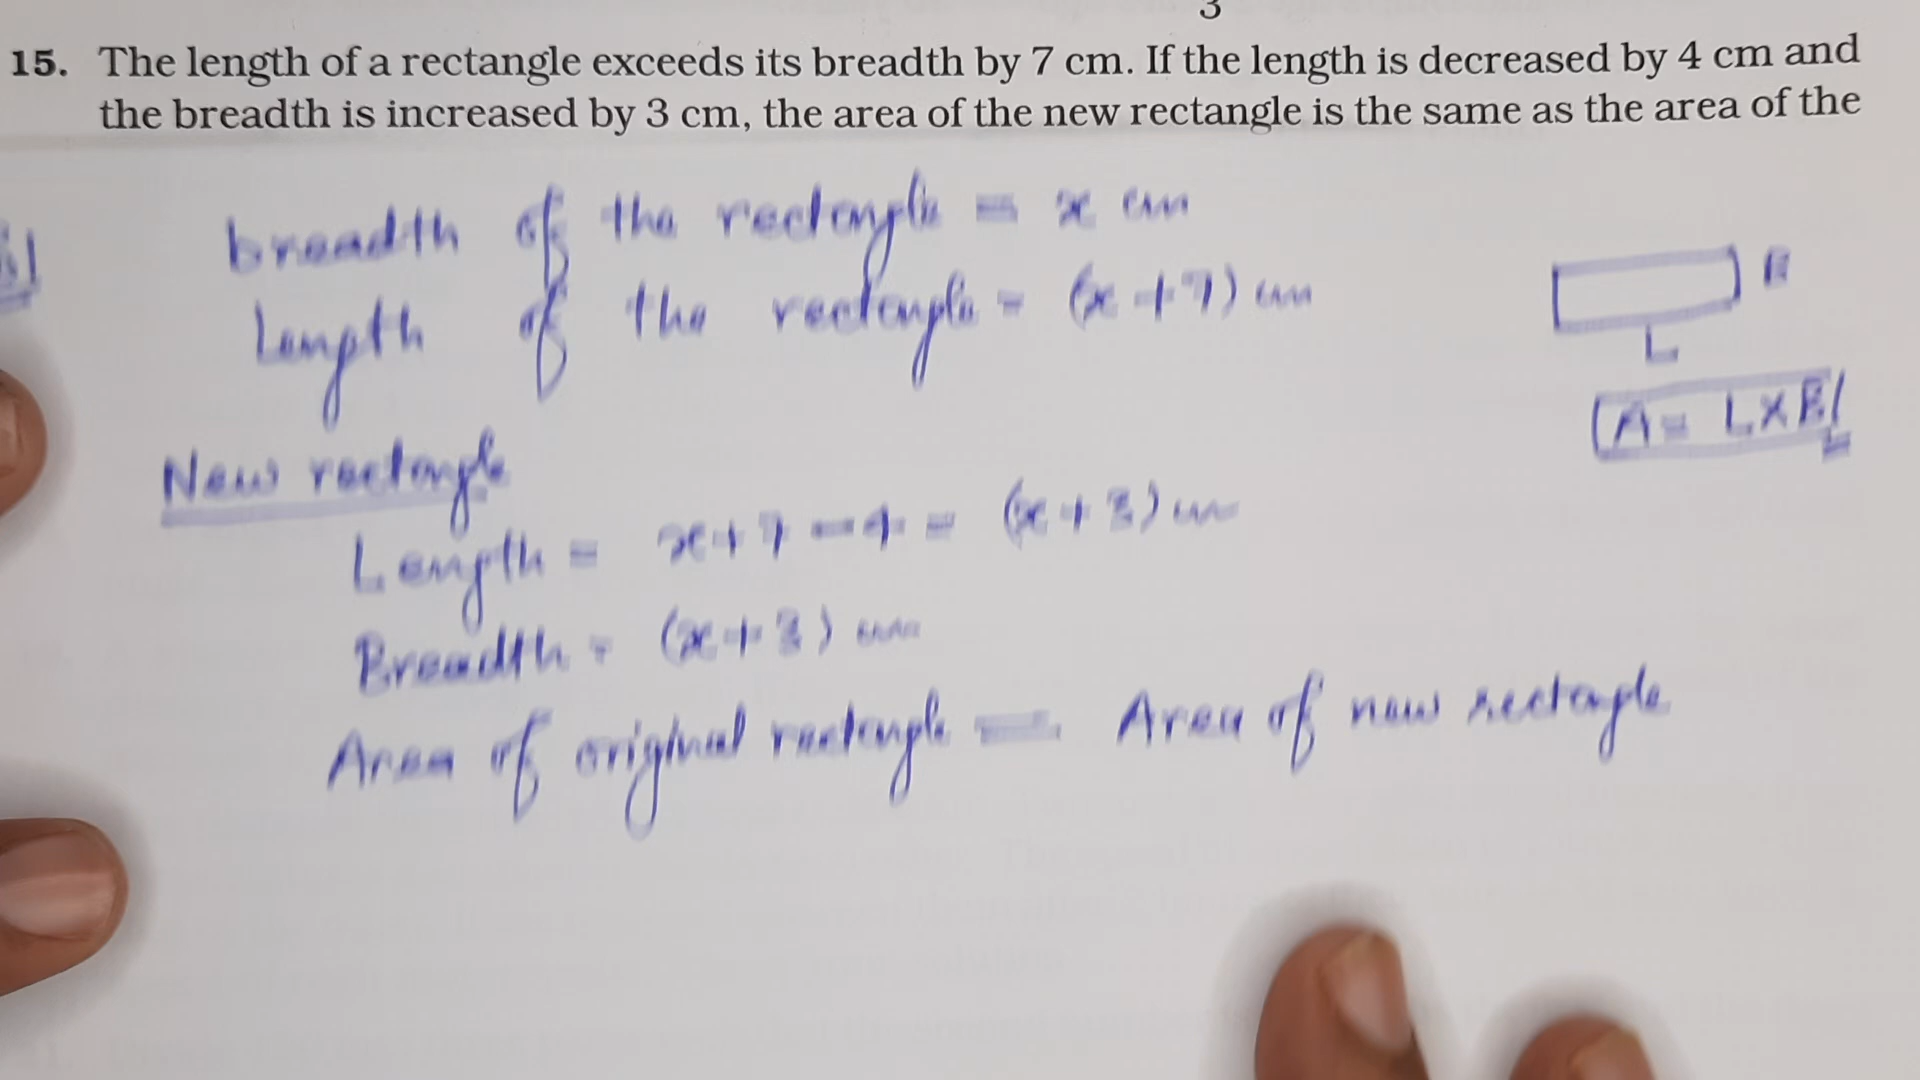 3
15. The length of a rectangle exceeds its breadth by 7 cm. If the length is decreased by 4 cm and
the breadth is increased by 3 cm, the area of the new rectangle is the same as the area of the
breadth of the rectangle = x cm
Length of the rectangle = (x+7) cm
B
L
A = L×B
New rectangle
Length = x+7-4 = (x+3) cm
Breadth = (x+3) cm
Area of original rectangle = Area of new rectangle